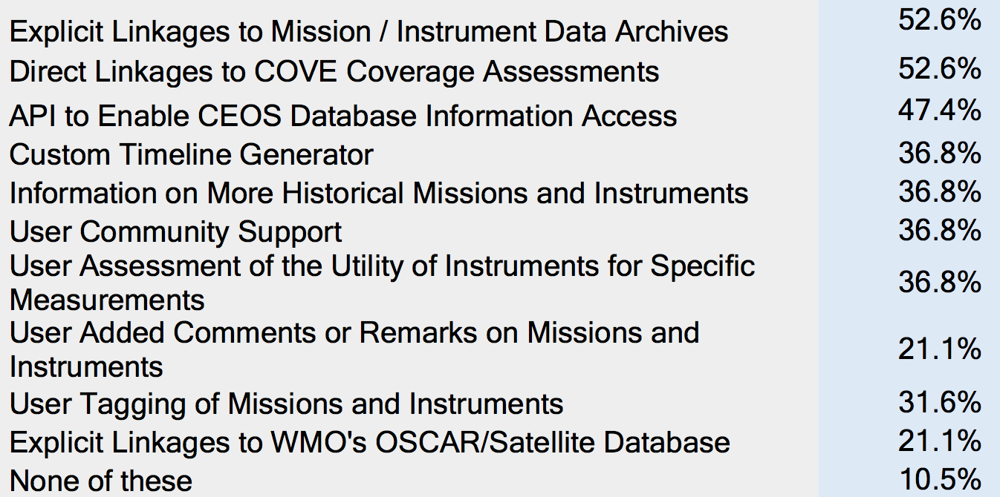 Explicit Linkages to Mission / Instrument Data Archives 52.6%
Direct Linkages to COVE Coverage Assessments 52.6%
API to Enable CEOS Database Information Access 47.4%
Custom Timeline Generator 36.8%
Information on More Historical Missions and Instruments 36.8%
User Community Support 36.8%
User Assessment of the Utility of Instruments for Specific
Measurements 36.8%
User Added Comments or Remarks on Missions and
Instruments 21.1%
User Tagging of Missions and Instruments 31.6%
Explicit Linkages to WMO's OSCAR/Satellite Database 21.1%
None of these 10.5%